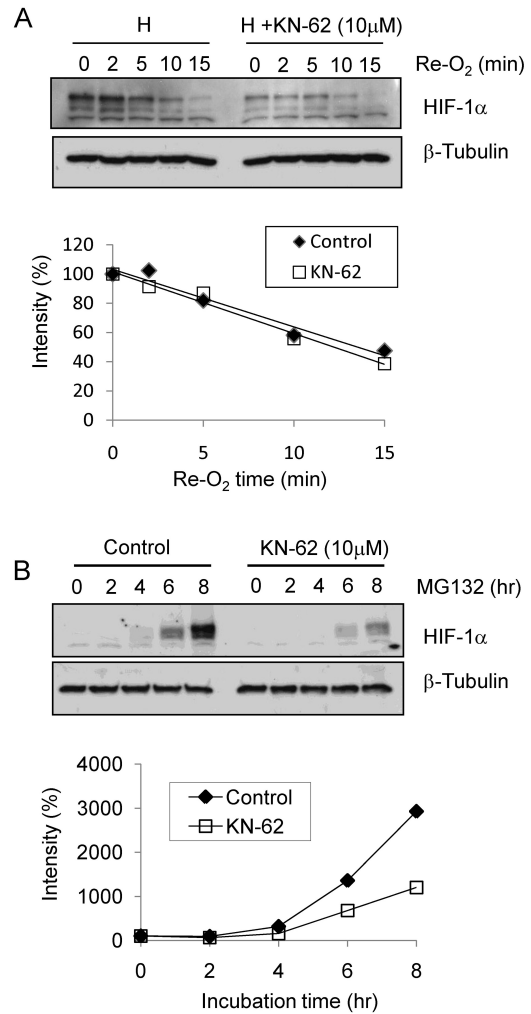 A
H
H +KN-62 (10μM)
0 2 5 10 15 0 2 5 10 15 Re-O₂ (min)
HIF-1α
β-Tubulin
120
100
80
60
40
20
0
Intensity (%)
Control
KN-62
0 5 10 15
Re-O₂ time (min)
B
Control KN-62 (10μM)
0 2 4 6 8 0 2 4 6 8 MG132 (hr)
HIF-1α
β-Tubulin
4000
3000
2000
1000
0
Intensity (%)
Control
KN-62
0 2 4 6 8
Incubation time (hr)